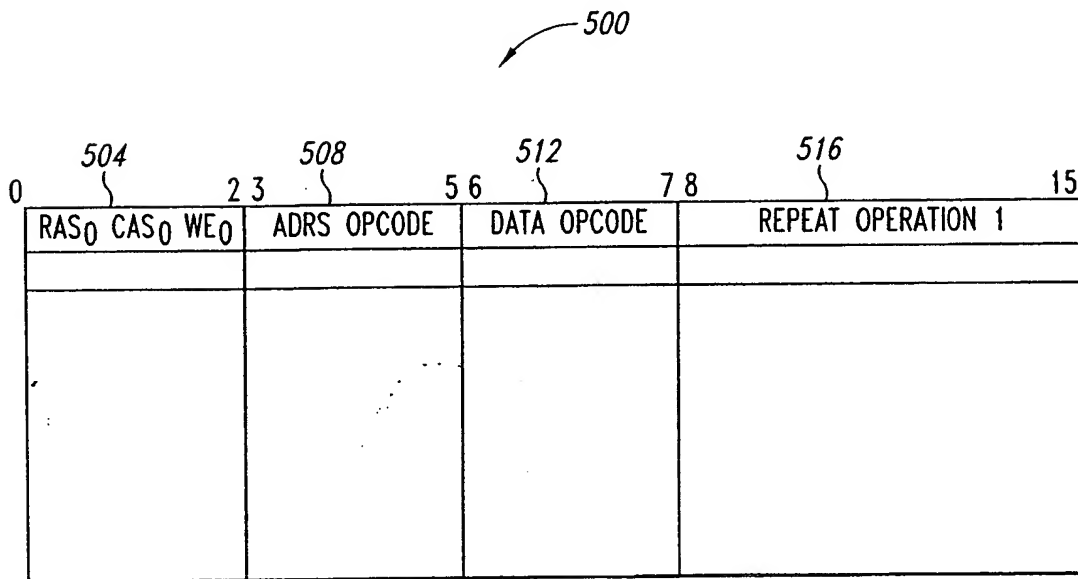 500
504 508 512 516
0 2 3 5 6 7 8 15
RAS0 CAS0 WE0 ADRS OPCODE DATA OPCODE REPEAT OPERATION 1